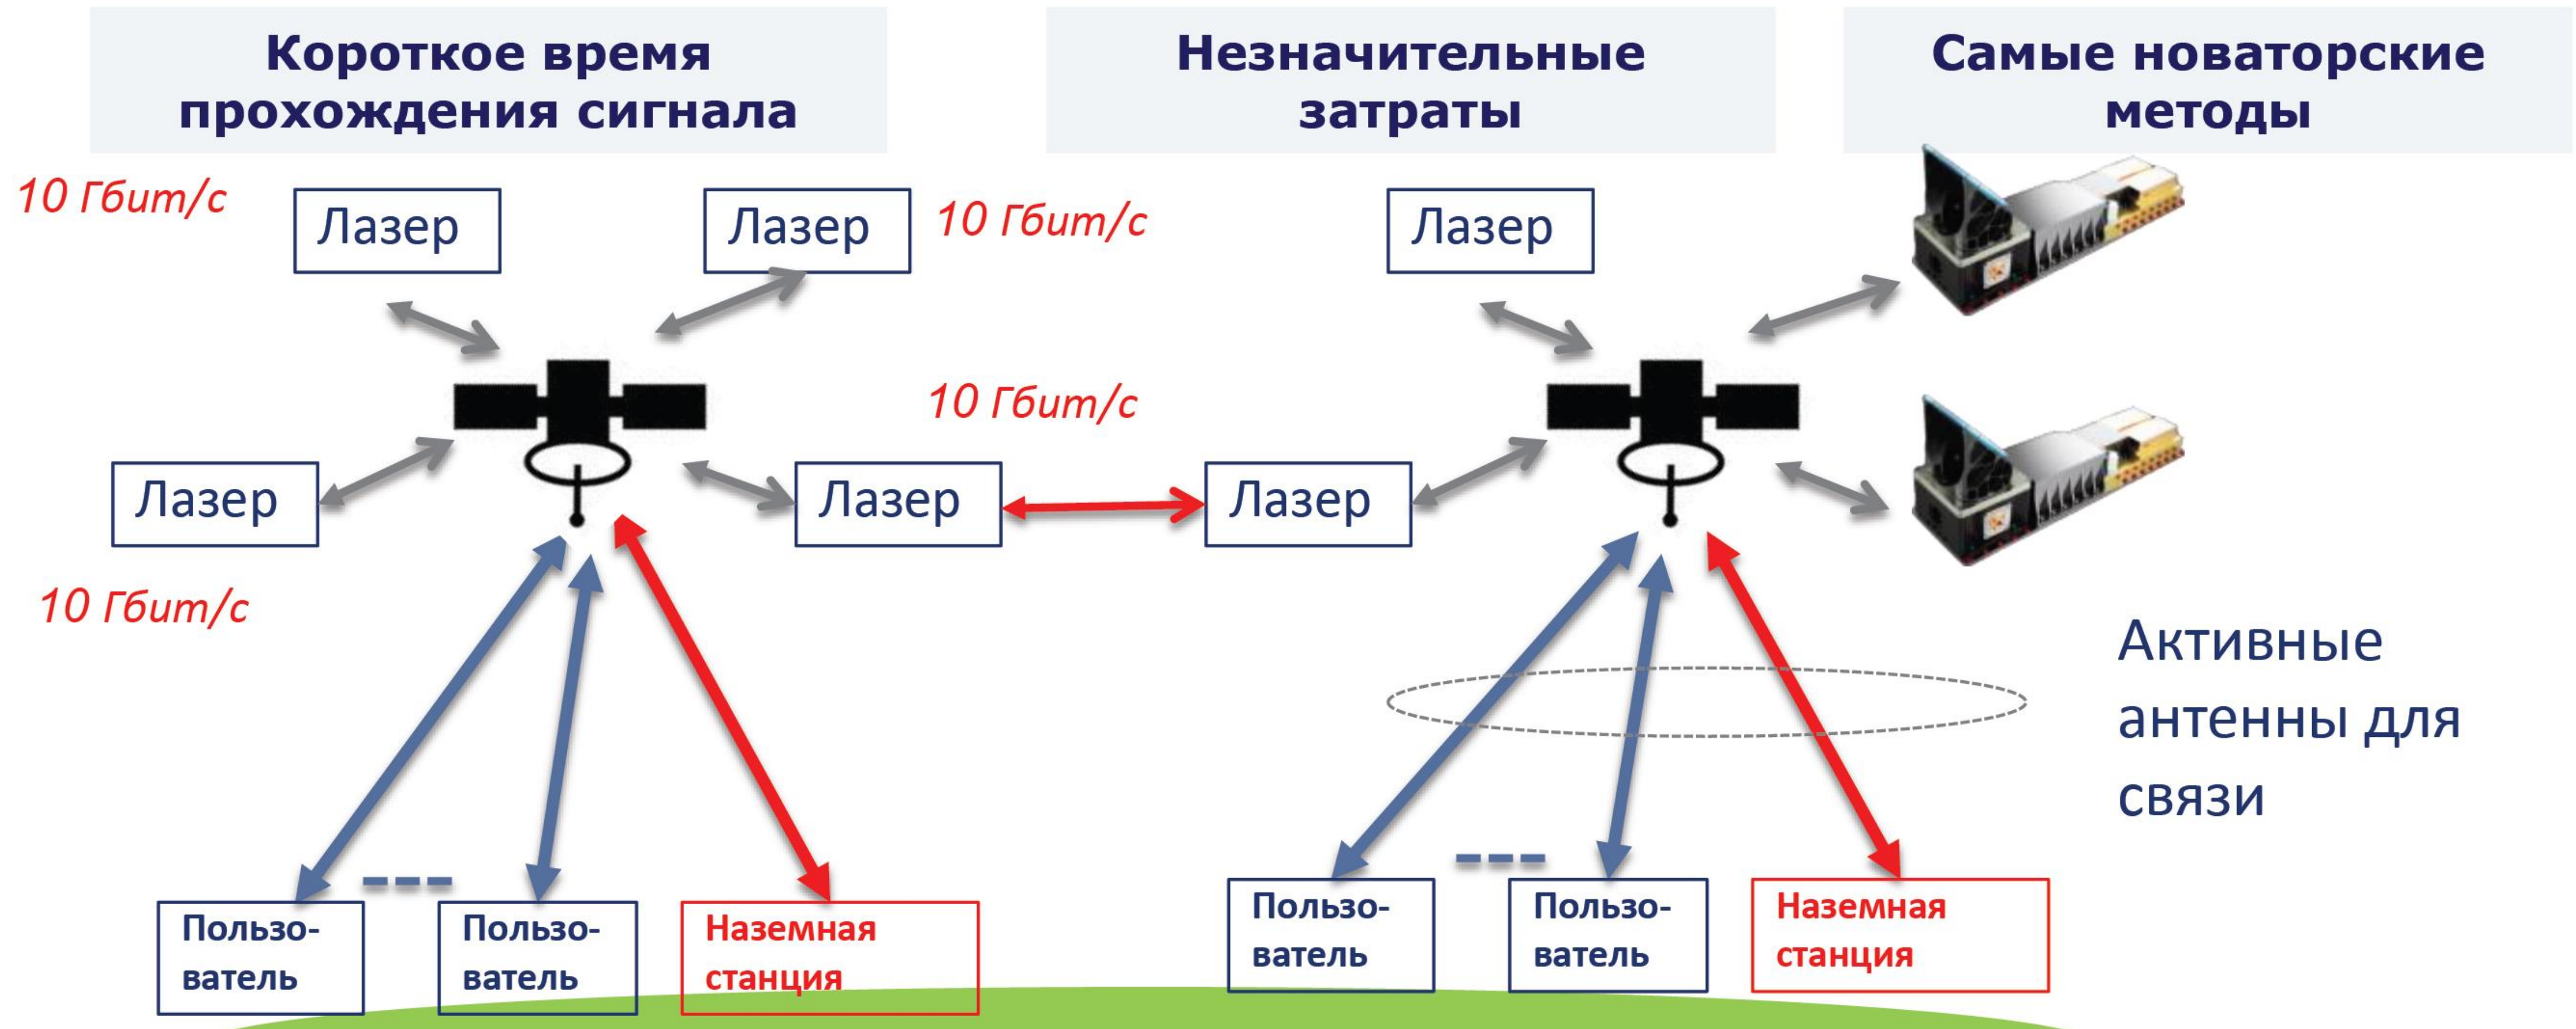 Короткое время
прохождения сигнала
Незначительные
затраты
Самые новаторские
методы
10 Гбит/с
Лазер
Лазер
10 Гбит/с
Лазер
10 Гбит/с
Лазер
Лазер
Лазер
10 Гбит/с
Активные
антенны для
связи
Пользо-
ватель
Пользо-
ватель
Наземная
станция
Пользо-
ватель
Пользо-
ватель
Наземная
станция